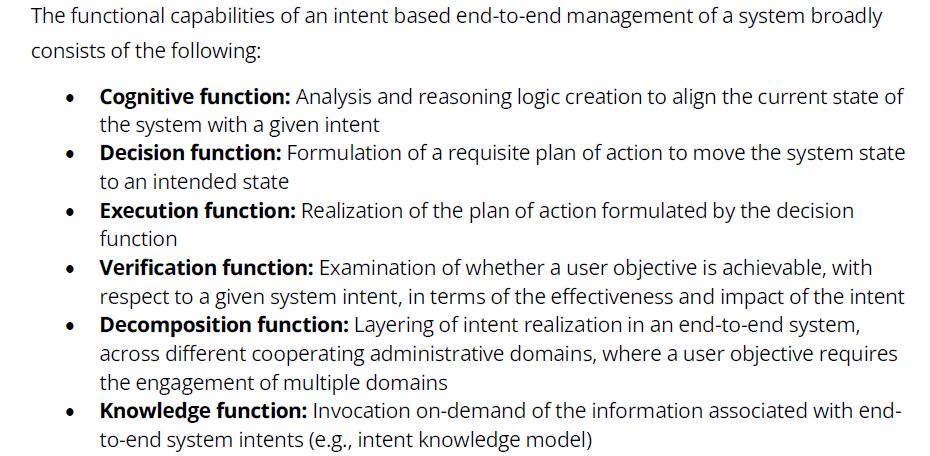 The functional capabilities of an intent based end-to-end management of a system broadly
consists of the following:
• Cognitive function: Analysis and reasoning logic creation to align the current state of
the system with a given intent
• Decision function: Formulation of a requisite plan of action to move the system state
to an intended state
• Execution function: Realization of the plan of action formulated by the decision
function
• Verification function: Examination of whether a user objective is achievable, with
respect to a given system intent, in terms of the effectiveness and impact of the intent
• Decomposition function: Layering of intent realization in an end-to-end system,
across different cooperating administrative domains, where a user objective requires
the engagement of multiple domains
• Knowledge function: Invocation on-demand of the information associated with end-
to-end system intents (e.g., intent knowledge model)